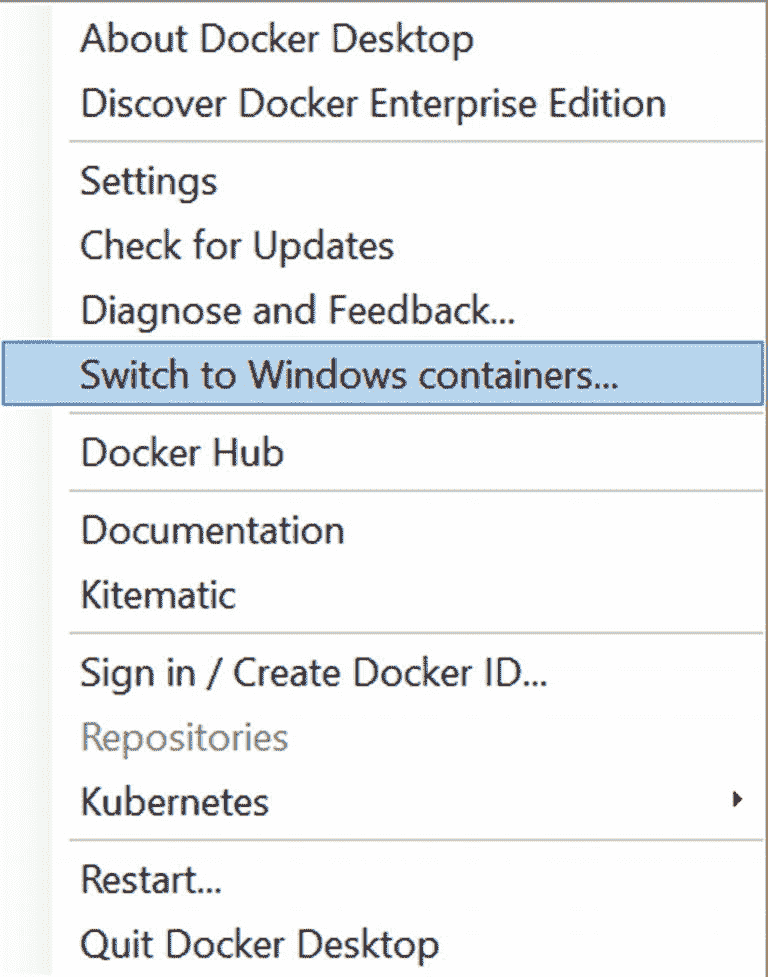 About Docker Desktop
Discover Docker Enterprise Edition
Settings
Check for Updates
Diagnose and Feedback...
Switch to Windows containers...
Docker Hub
Documentation
Kitematic
Sign in / Create Docker ID...
Repositories
Kubernetes
Restart...
Quit Docker Desktop